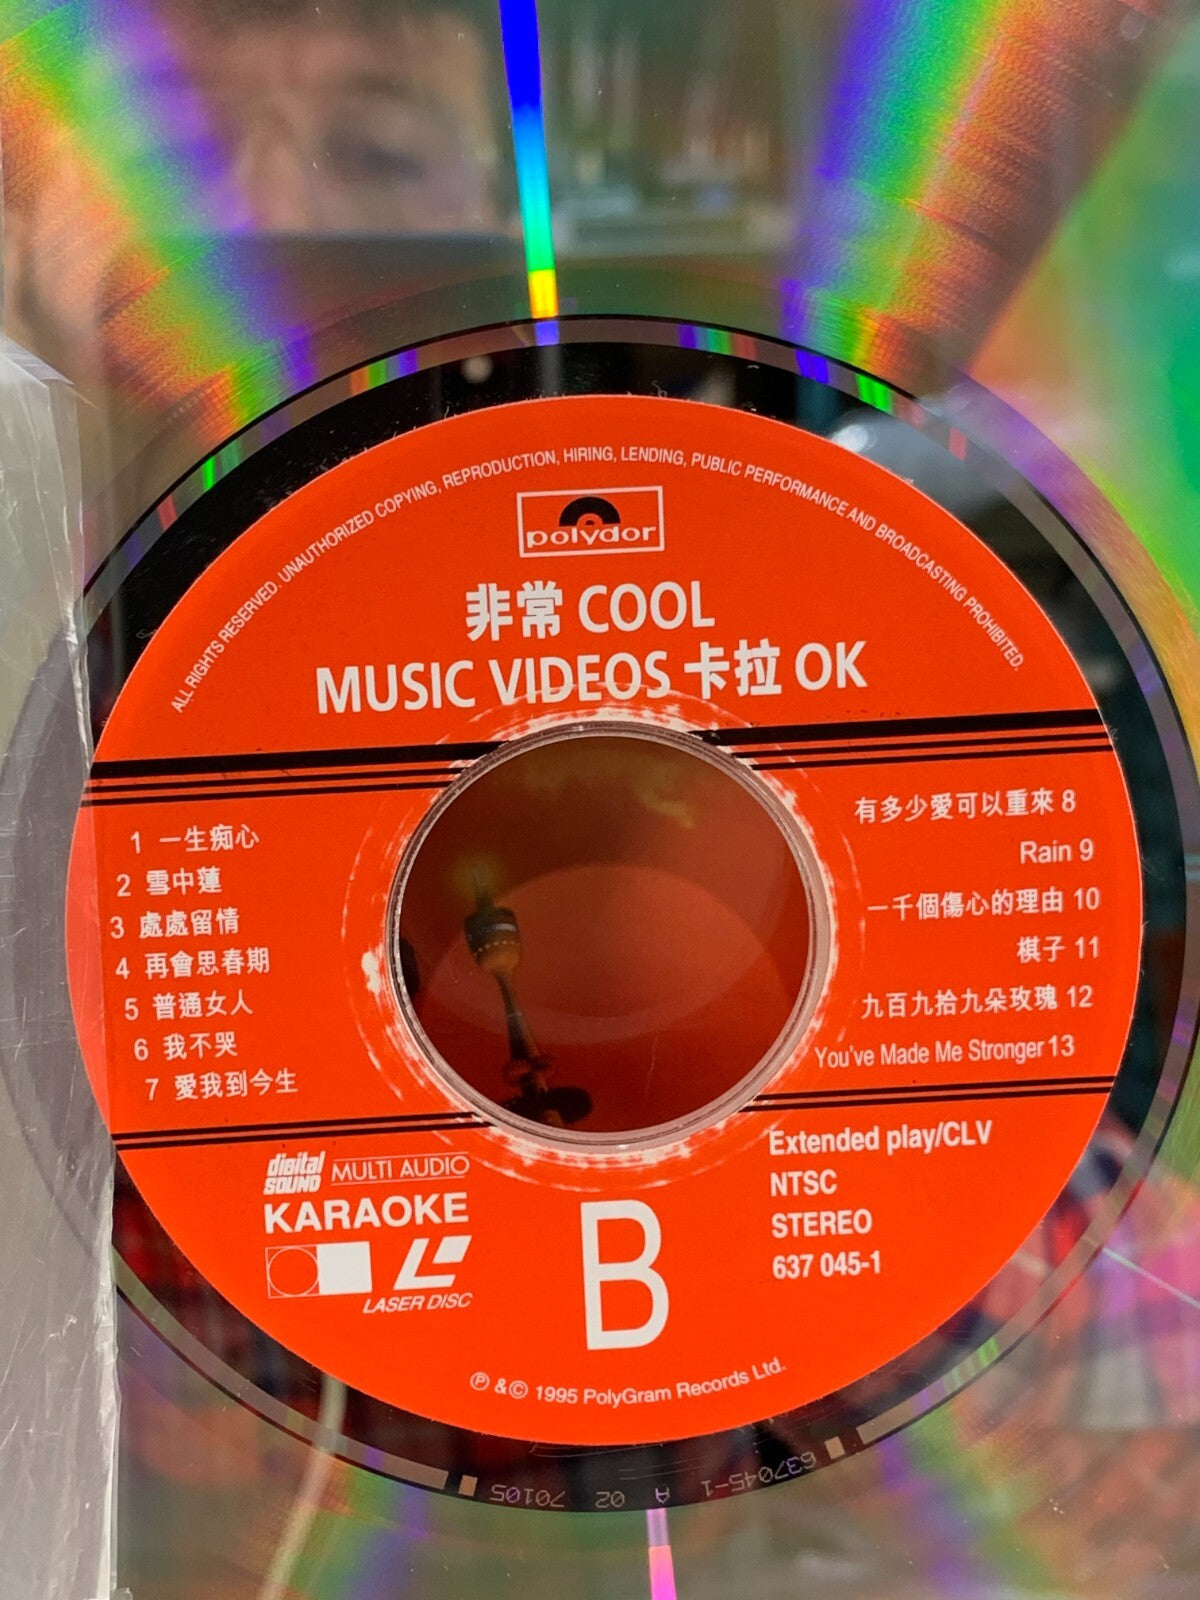 ALL RIGHTS RESERVED. UNAUTHORIZED COPYING, REPRODUCTION, HIRING, LENDING, PUBLIC PERFORMANCE AND BROADCASTING PROHIBITED.
polydor
非常 COOL
MUSIC VIDEOS 卡拉 OK
1 一生痴心
2 雪中蓮
3 處處留情
4 再會思春期
5 普通女人
6 我不哭
7 愛我到今生
有多少愛可以重來 8
Rain 9
一千個傷心的理由 10
棋子 11
九百九拾九朵玫瑰 12
You've Made Me Stronger 13
digital SOUND MULTI AUDIO
KARAOKE
LASER DISC
B
Extended play/CLV
NTSC
STEREO
637 045-1
℗ & © 1995 PolyGram Records Ltd.
637045-1 A 02 70105